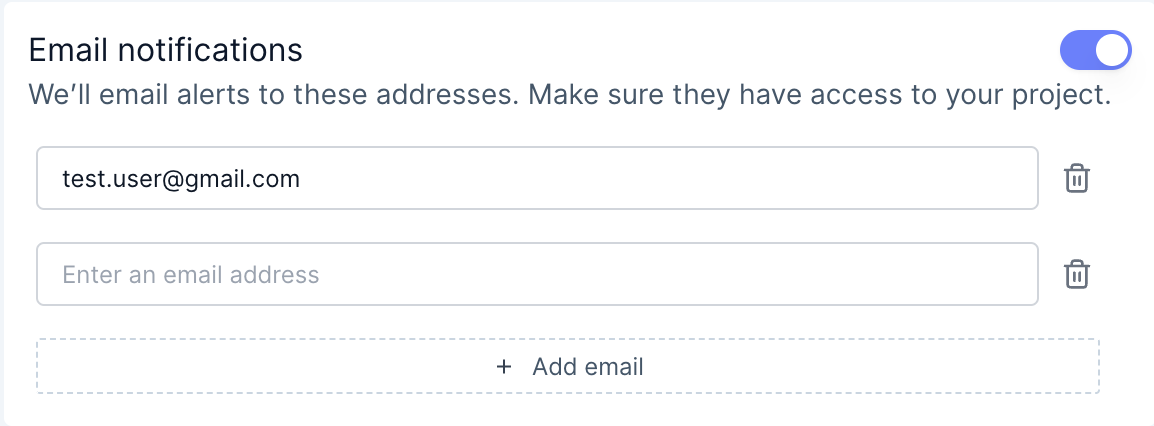 Email notifications
We’ll email alerts to these addresses. Make sure they have access to your project.
test.user@gmail.com
Enter an email address
+ Add email